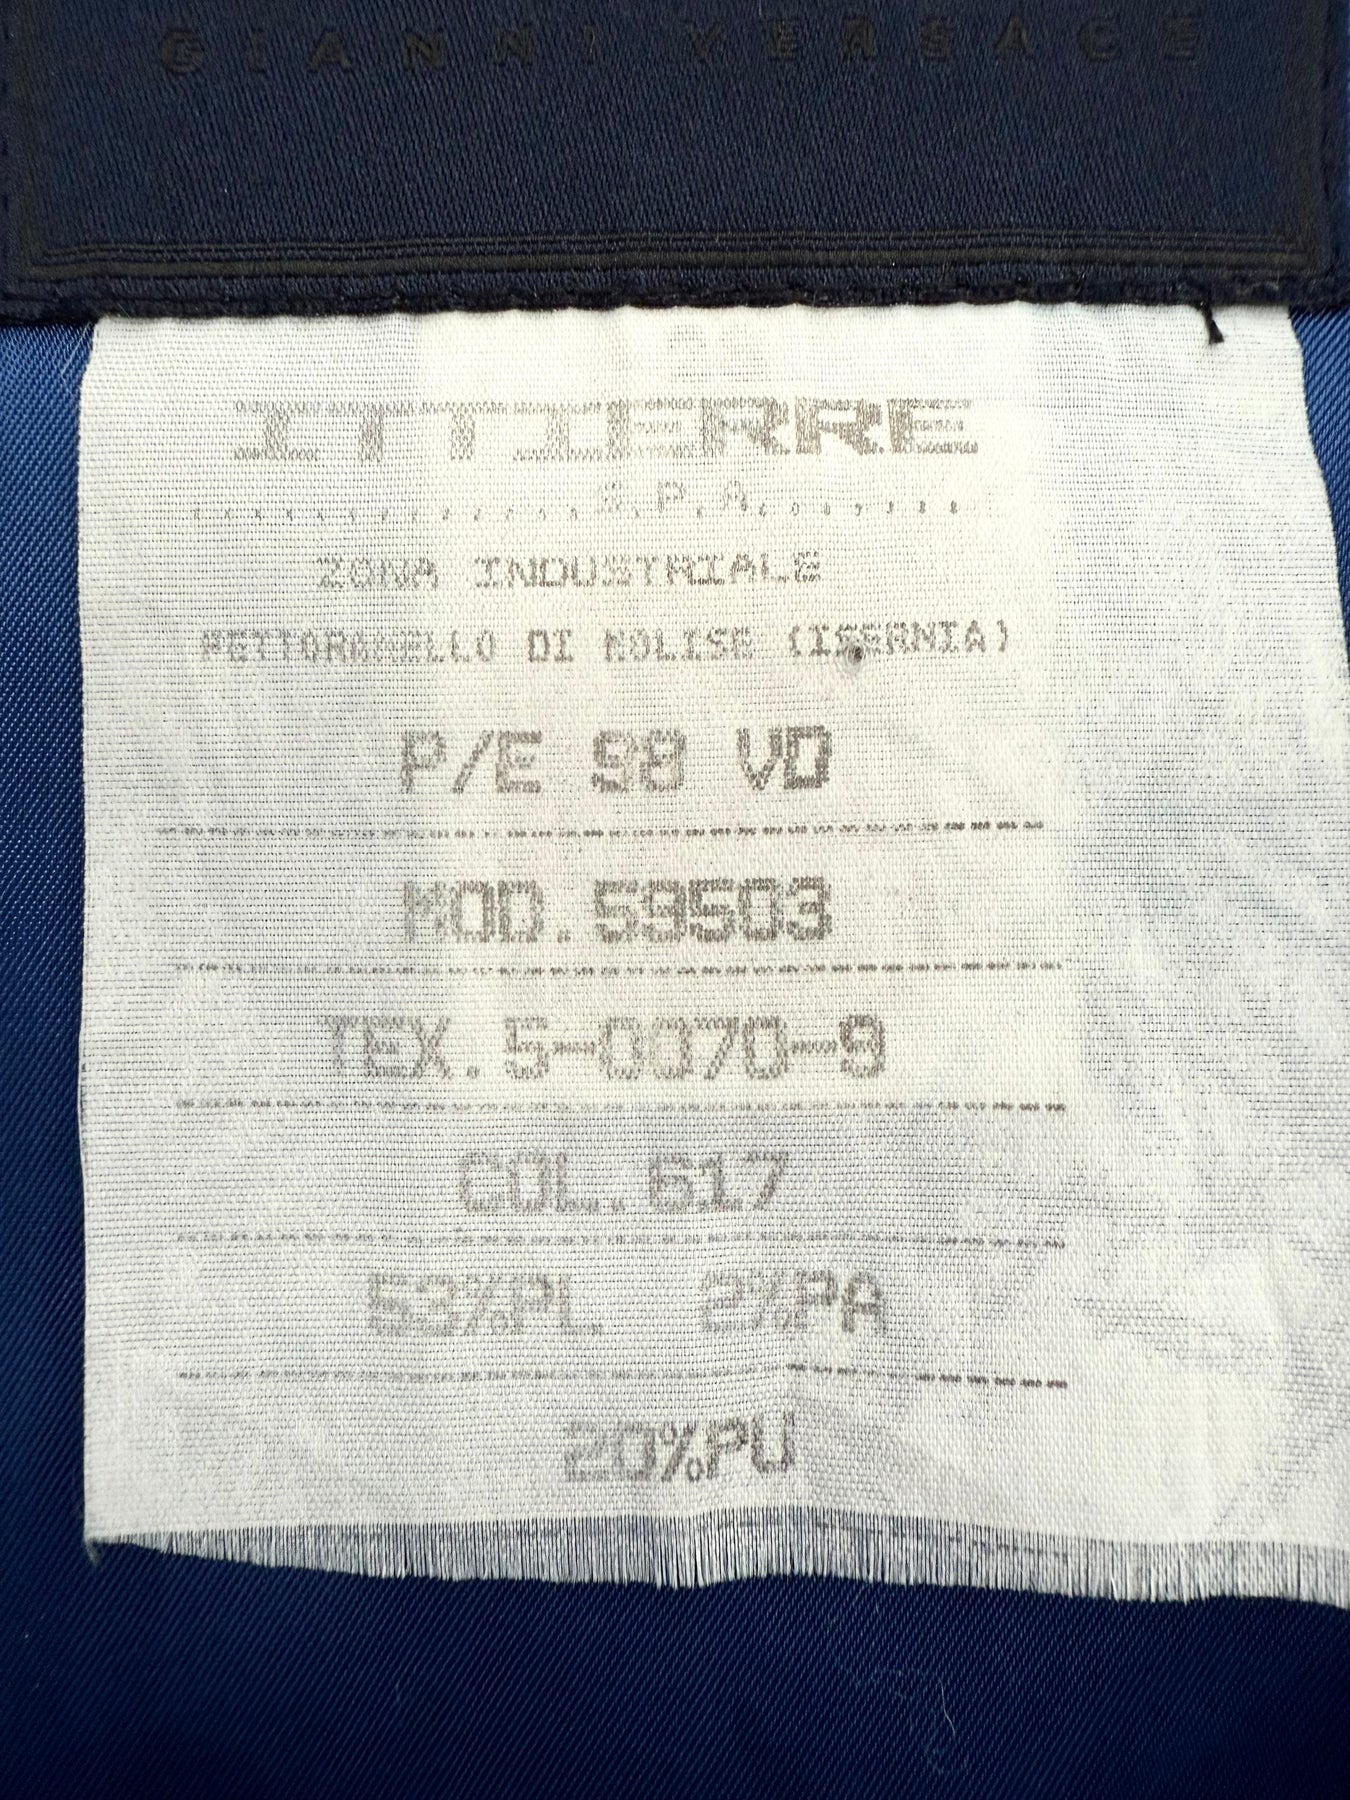 GIANNI VERSACE
ITTIERRE
S.P.A.
ZONA INDUSTRIALE
PETTORANELLO DI MOLISE (ISERNIA)
P/E 98 VD
MOD.59503
TEX.5-0070-9
COL.617
53%PL 2%PA
20%PU